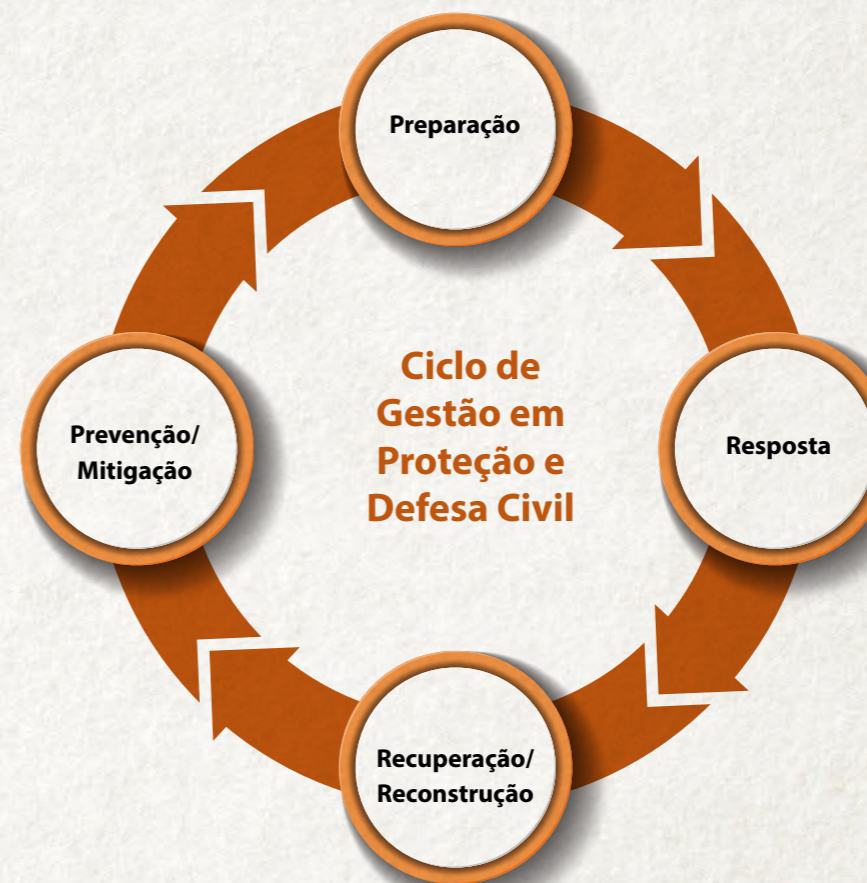 Preparação
Ciclo de
Gestão em
Proteção e
Defesa Civil
Prevenção/
Mitigação
Resposta
Recuperação/
Reconstrução